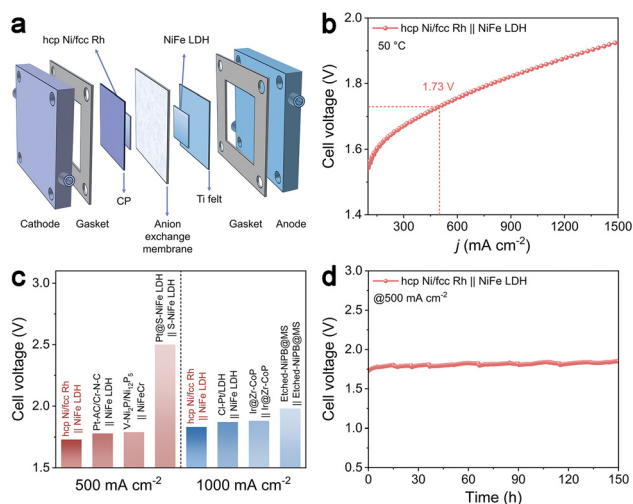 a
hcp Ni/fcc Rh
NiFe LDH
CP
Ti felt
Cathode
Gasket
Anion
exchange
membrane
Gasket
Anode
b
Cell voltage (V)
2.0
1.8
1.6
1.4
hcp Ni/fcc Rh || NiFe LDH
50 °C
1.73 V
300
600
900
1200
1500
j (mA cm⁻²)
c
Cell voltage (V)
3.0
2.5
2.0
1.5
hcp Ni/fcc Rh
|| NiFe LDH
Pt-AC/Cr-N-C
|| NiFe LDH
V-Ni₂P/Ni₁₂P₅
|| NiFeCr
Pt@S-NiFe LDH
|| S-NiFe LDH
hcp Ni/fcc Rh
|| NiFe LDH
Cl-Pt/LDH
|| NiFe LDH
Ir@Zr-CoP
|| Ir@Zr-CoP
Etched-NiPB@MS
|| Etched-NiPB@MS
500 mA cm⁻²
1000 mA cm⁻²
d
Cell voltage (V)
3.0
2.5
2.0
1.5
1.0
0.5
0.0
hcp Ni/fcc Rh || NiFe LDH
@500 mA cm⁻²
0
30
60
90
120
150
Time (h)